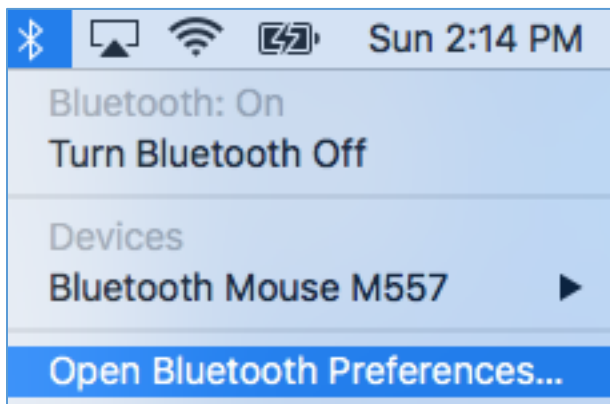 Sun 2:14 PM
Bluetooth: On
Turn Bluetooth Off
Devices
Bluetooth Mouse M557
Open Bluetooth Preferences...